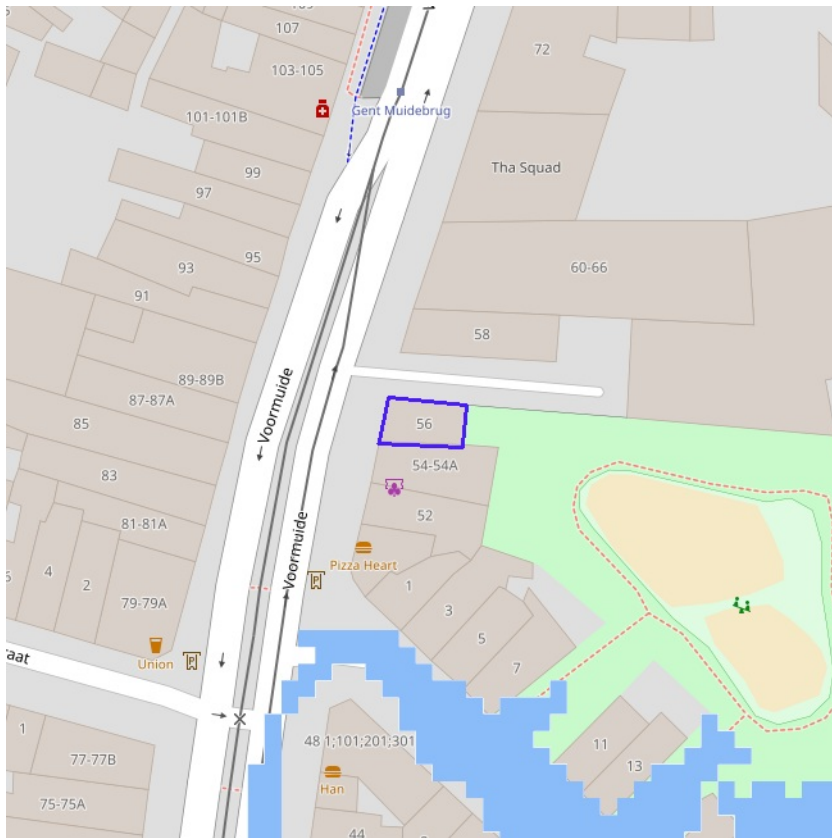 107
103-105
72
Gent Muidebrug
101-101B
Tha Squad
99
97
95
93
60-66
91
58
89-89B
87-87A
Voormuide
85
56
54-54A
83
52
81-81A
Voormuide
Pizza Heart
4
2
1
79-79A
3
5
7
Union
P
P
raat
1
48 1;101;201;301
11
13
77-77B
Han
75-75A
44